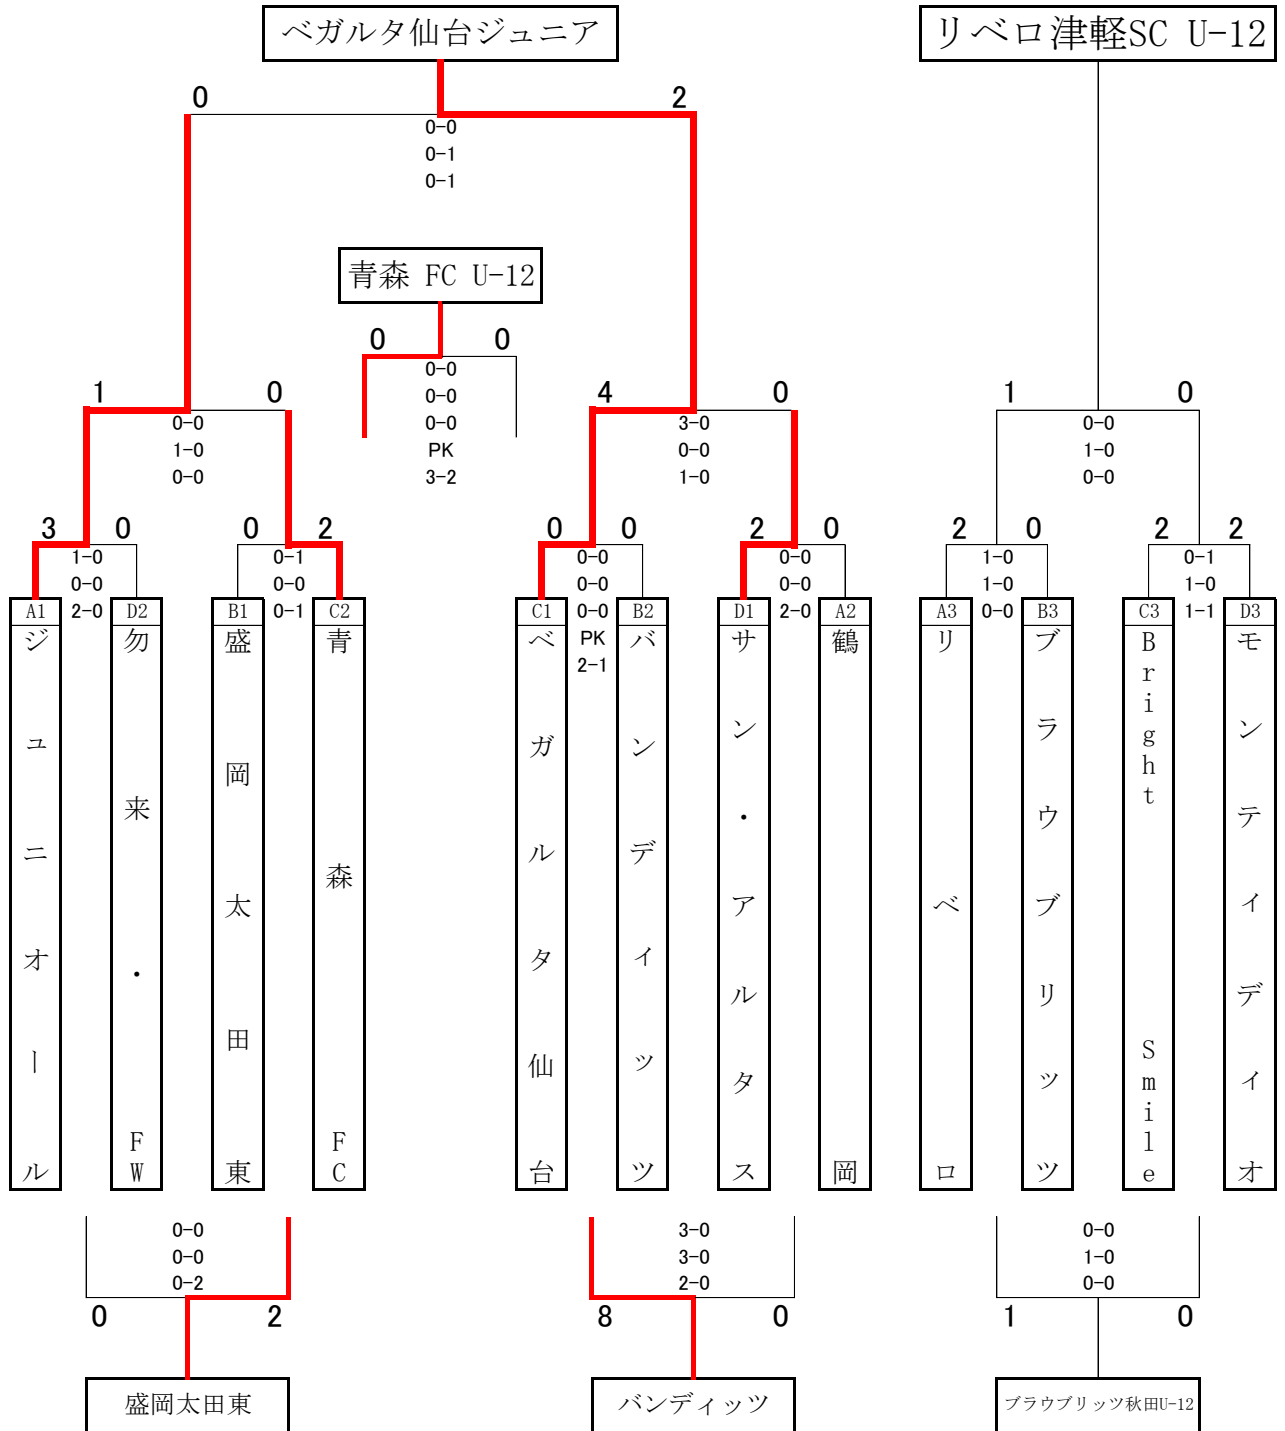 ベガルタ仙台ジュニア
リベロ津軽SC U-12
0 2
0-0
0-1
0-1
青森 FC U-12
0 0
0-0
0-0
0-0
PK
3-2
1 0
0-0
1-0
0-0
4 0
3-0
0-0
1-0
1 0
0-0
1-0
0-0
3 0
1-0
0-0
2-0
0 2
0-1
0-0
0-1
0 0
0-0
0-0
0-0
PK
2-1
2 0
0-0
0-0
2-0
2 0
1-0
1-0
0-0
2 2
0-1
1-0
1-1
A1
ジュニオール
D2
勿来・FW
B1
盛岡太田東
C2
青森FC
C1
ベガルタ仙台
B2
バンディッツ
D1
サン・アルタス
A2
鶴岡
A3
リベロ
B3
ブラウブリッツ
C3
Bright Smile
D3
モンティディオ
0-0
0-0
0-2
0 2
盛岡太田東
3-0
3-0
2-0
8 0
バンディッツ
0-0
1-0
0-0
1 0
ブラウブリッツ秋田U-12